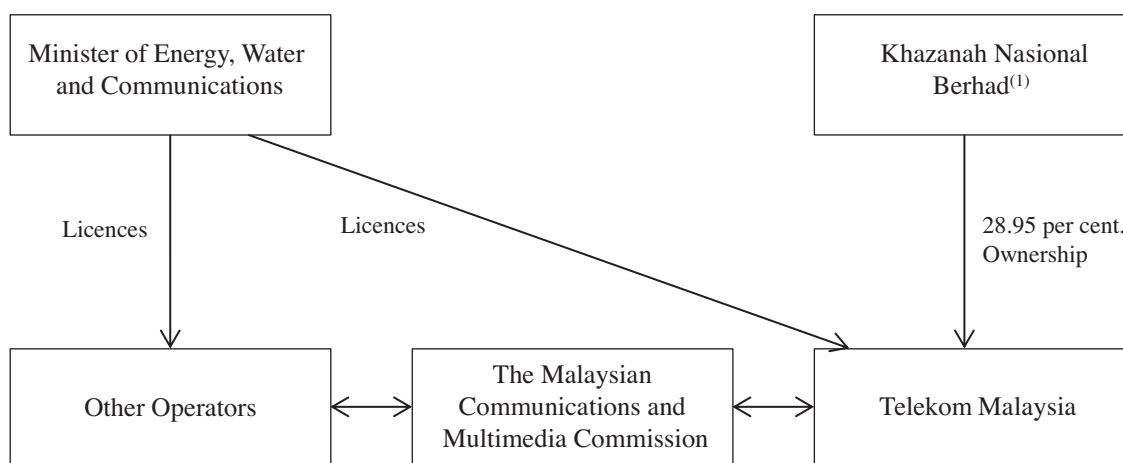 Minister of Energy, Water
and Communications
Khazanah Nasional
Berhad(1)
Licences
Licences
28.95 per cent.
Ownership
Other Operators
The Malaysian
Communications and
Multimedia Commission
Telekom Malaysia